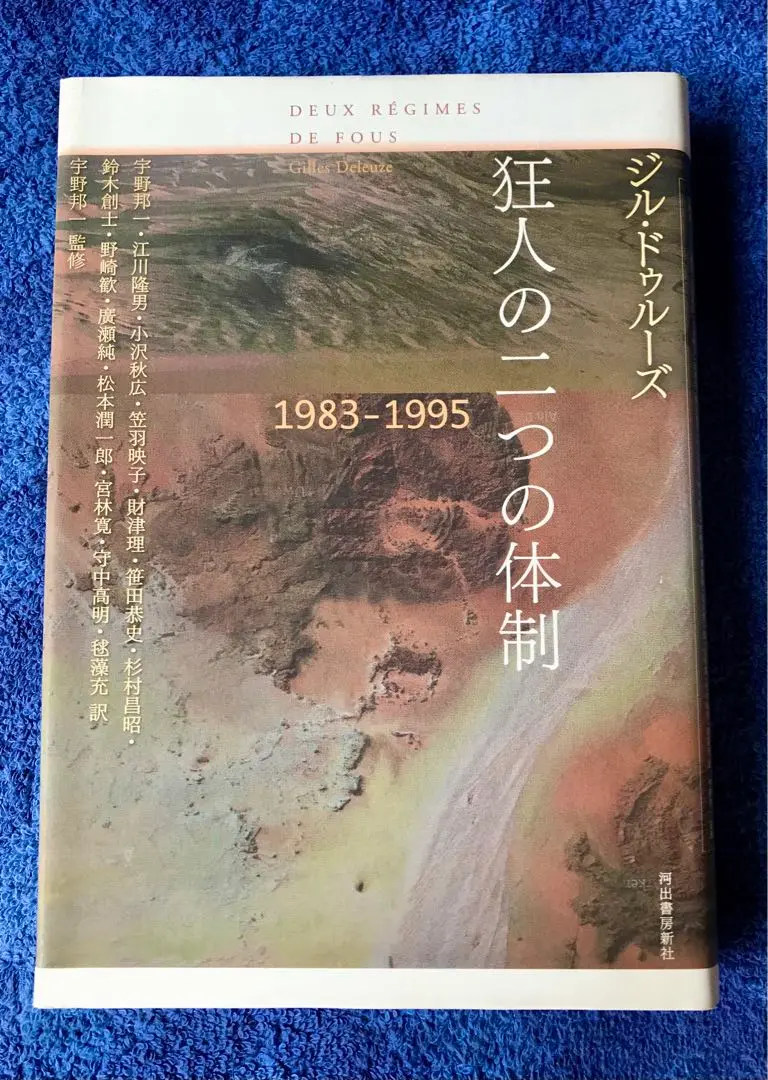 DEUX RÉGIMES
DE FOUS
Gilles Deleuze
ジル・ドゥルーズ
狂人の二つの体制
1983-1995
宇野邦一・江川隆男・小沢秋広・笠羽映子・財津理・笹田恭史・杉村昌昭・
鈴木創士・野崎歓・廣瀬純・松本潤一郎・宮林寛・守中高明・毬藻充 訳
宇野邦一 監修
河出書房新社